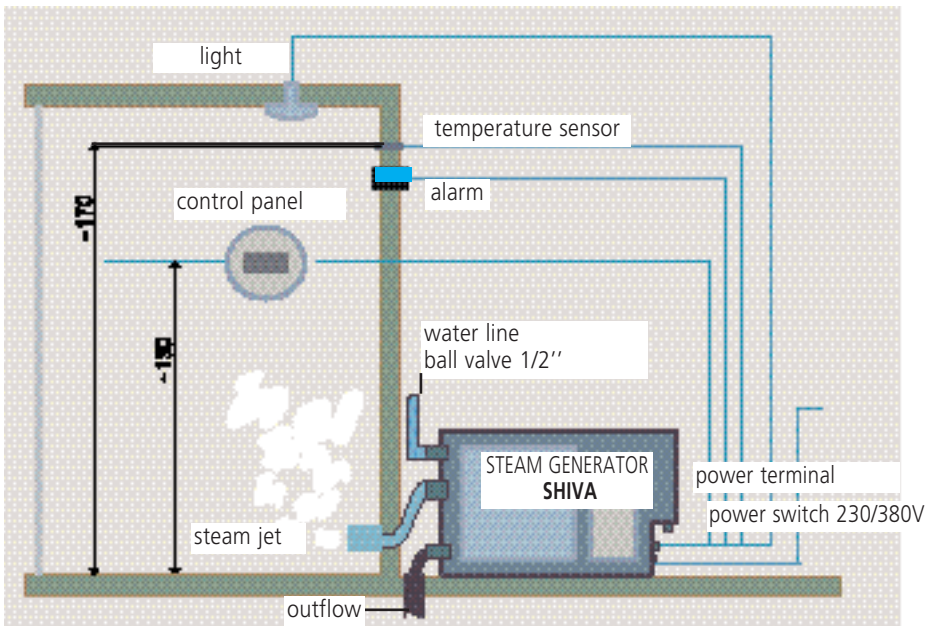 light
temperature sensor
alarm
control panel
~170
water line
ball valve 1/2’’
STEAM GENERATOR
SHIVA
power terminal
power switch 230/380V
steam jet
outflow